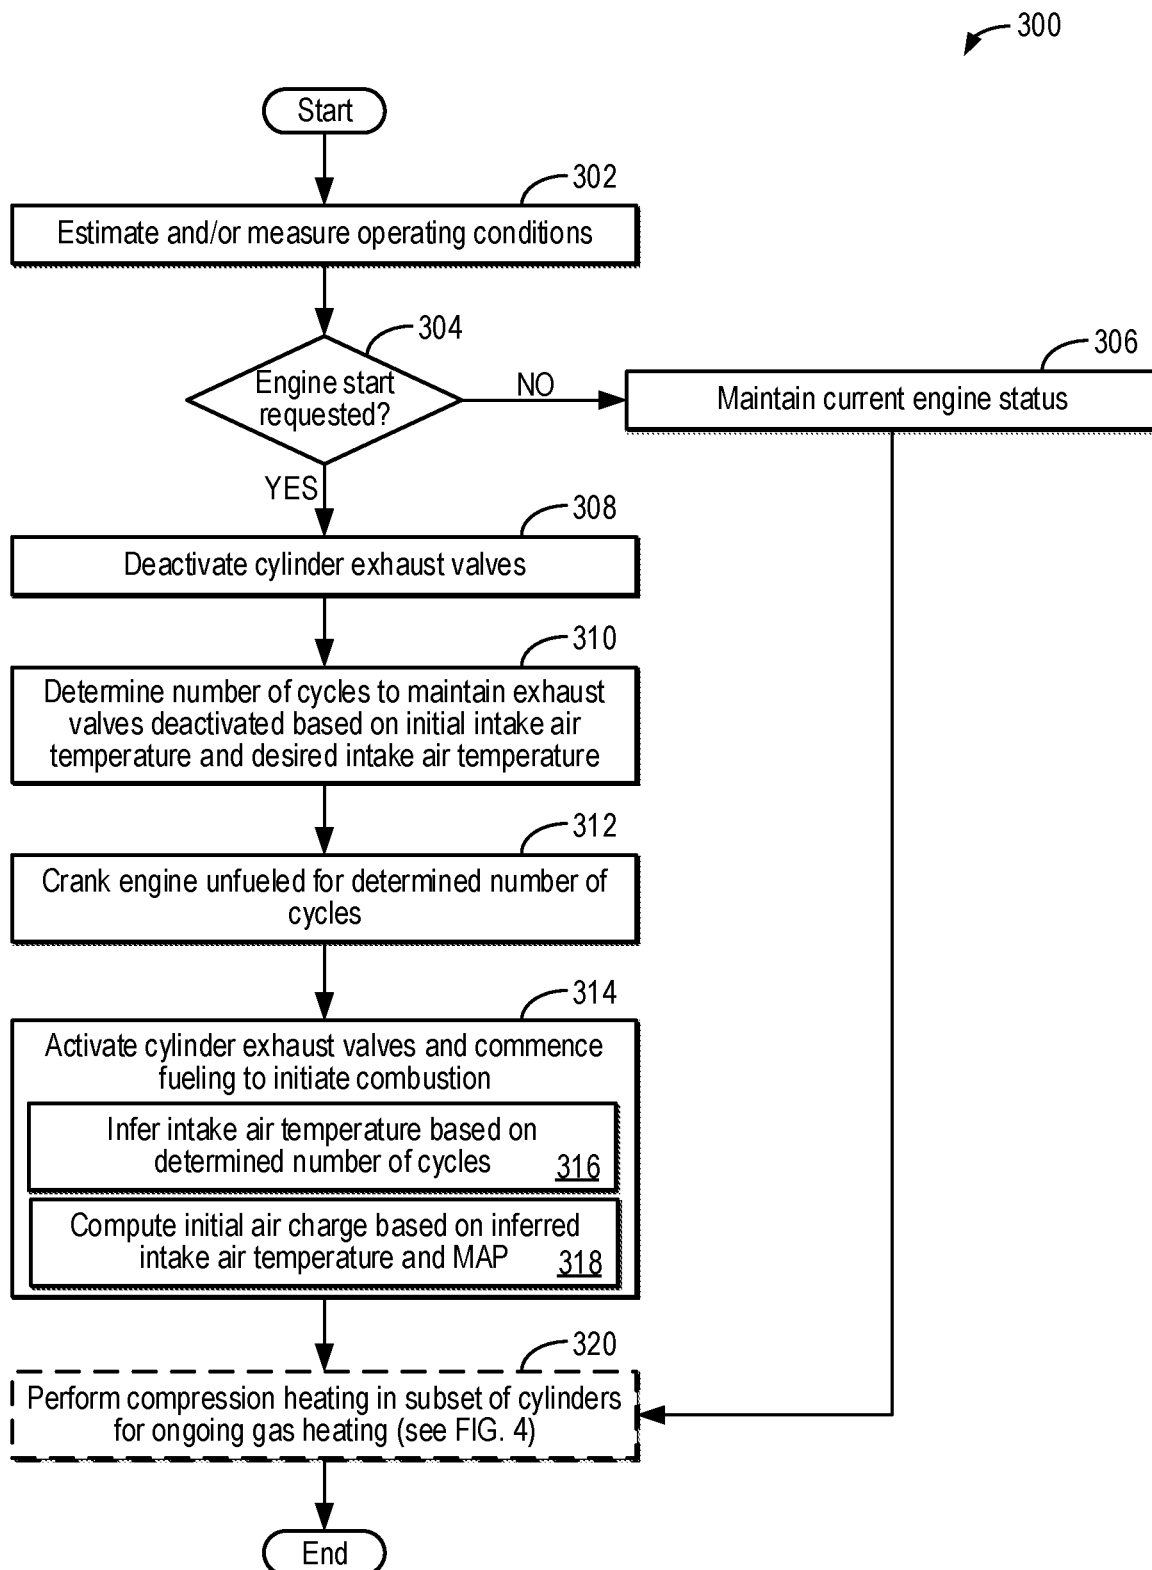 300
Start
302
Estimate and/or measure operating conditions
304
Engine start
requested?
NO
306
Maintain current engine status
YES
308
Deactivate cylinder exhaust valves
310
Determine number of cycles to maintain exhaust
valves deactivated based on initial intake air
temperature and desired intake air temperature
312
Crank engine unfueled for determined number of
cycles
314
Activate cylinder exhaust valves and commence
fueling to initiate combustion
Infer intake air temperature based on
determined number of cycles 316
Compute initial air charge based on inferred
intake air temperature and MAP 318
320
Perform compression heating in subset of cylinders
for ongoing gas heating (see FIG. 4)
End